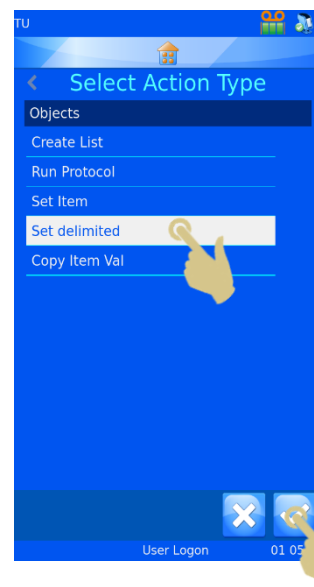 TU
Select Action Type
Objects
Create List
Run Protocol
Set Item
Set delimited
Copy Item Val
User Logon 01 05